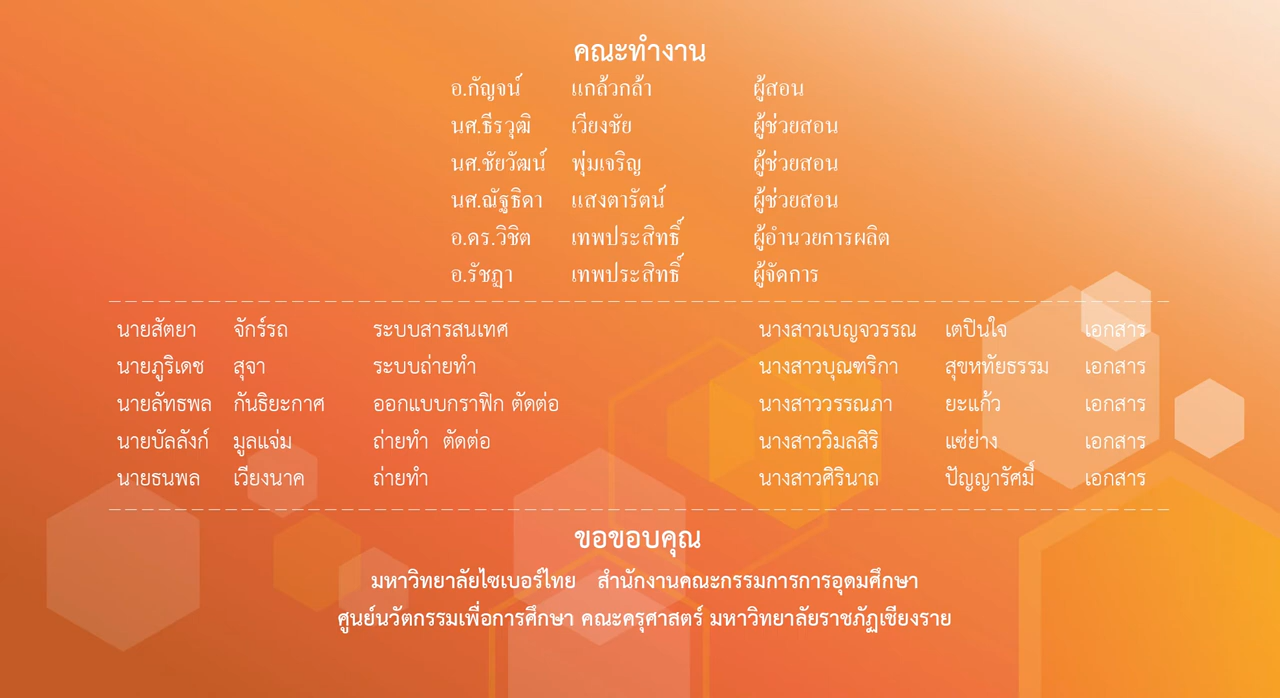 คณะทำงาน
อ.กัญจน์ แกล้วกล้า ผู้สอน
นศ.ธีรวุฒิ เวียงชัย ผู้ช่วยสอน
นศ.ชัยวัฒน์ พุ่มเจริญ ผู้ช่วยสอน
นศ.ณัฐธิดา แสงตารัตน์ ผู้ช่วยสอน
อ.ดร.วิชิต เทพประสิทธิ์ ผู้อำนวยการผลิต
อ.รัชฎา เทพประสิทธิ์ ผู้จัดการ
นายสัตยา จักร์รถ ระบบสารสนเทศ นางสาวเบญจวรรณ เตปินใจ เอกสาร
นายภูริเดช สุจา ระบบถ่ายทำ นางสาวบุณฑริกา สุขหทัยธรรม เอกสาร
นายลัทธพล กันธิยะกาศ ออกแบบกราฟิก ตัดต่อ นางสาววรรณภา ยะแก้ว เอกสาร
นายบัลลังก์ มูลแจ่ม ถ่ายทำ ตัดต่อ นางสาววิมลสิริ แซ่ย่าง เอกสาร
นายธนพล เวียงนาค ถ่ายทำ นางสาวศิรินาถ ปัญญารัศมี์ เอกสาร
ขอขอบคุณ
มหาวิทยาลัยไซเบอร์ไทย สำนักงานคณะกรรมการการอุดมศึกษา
ศูนย์นวัตกรรมเพื่อการศึกษา คณะครุศาสตร์ มหาวิทยาลัยราชภัฏเชียงราย